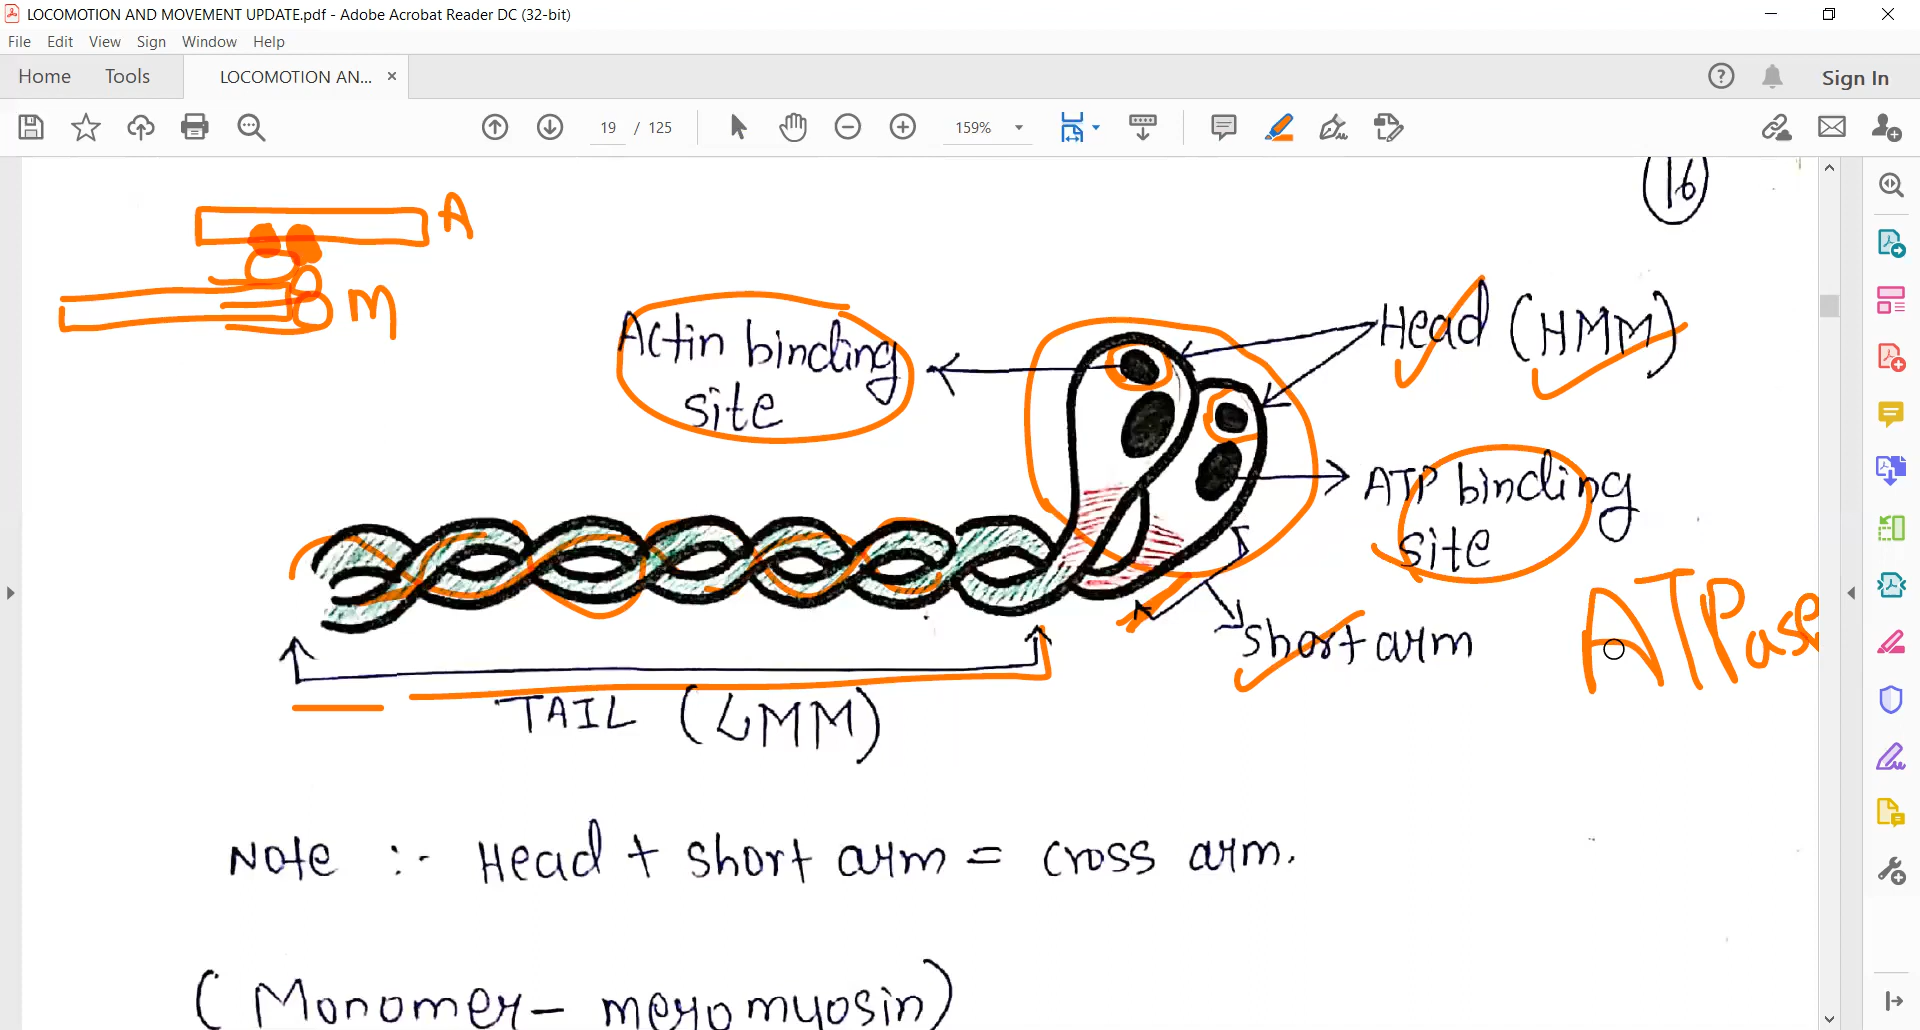 LOCOMOTION AND MOVEMENT UPDATE.pdf - Adobe Acrobat Reader DC (32-bit)
File Edit View Sign Window Help
Home Tools LOCOMOTION AN... × Sign In
19 / 125 159%
16
A
M
Actin binding
site
Head (HMM)
ATP binding
site
ATPase
short arm
TAIL (LMM)
Note :- Head + short arm = cross arm.
(Monomer- meromyosin)